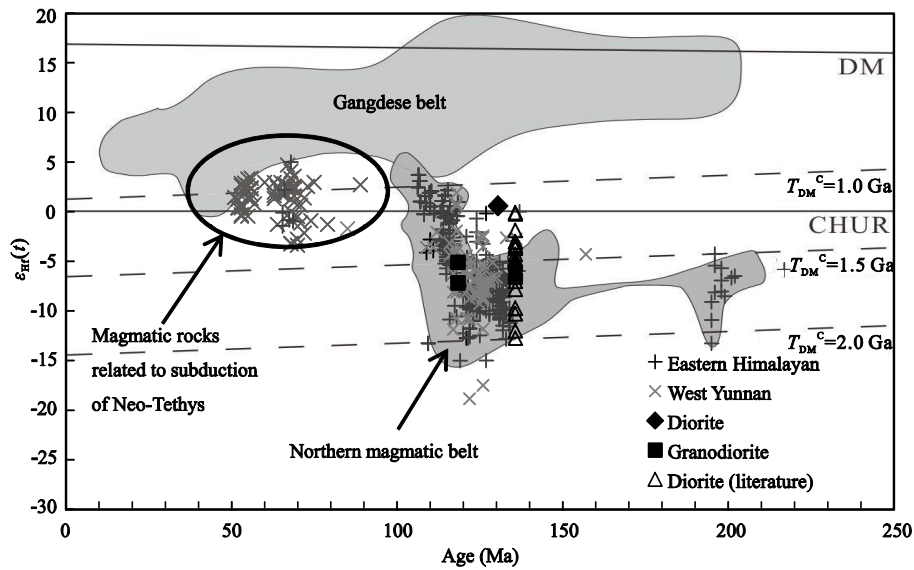 20
15
10
5
0
-5
-10
-15
-20
-25
-30
εHf(t)
DM
Gangdese belt
TDMC=1.0 Ga
CHUR
TDMC=1.5 Ga
TDMC=2.0 Ga
Magmatic rocks
related to subduction
of Neo-Tethys
Northern magmatic belt
Eastern Himalayan
West Yunnan
Diorite
Granodiorite
Diorite (literature)
0 50 100 150 200 250
Age (Ma)